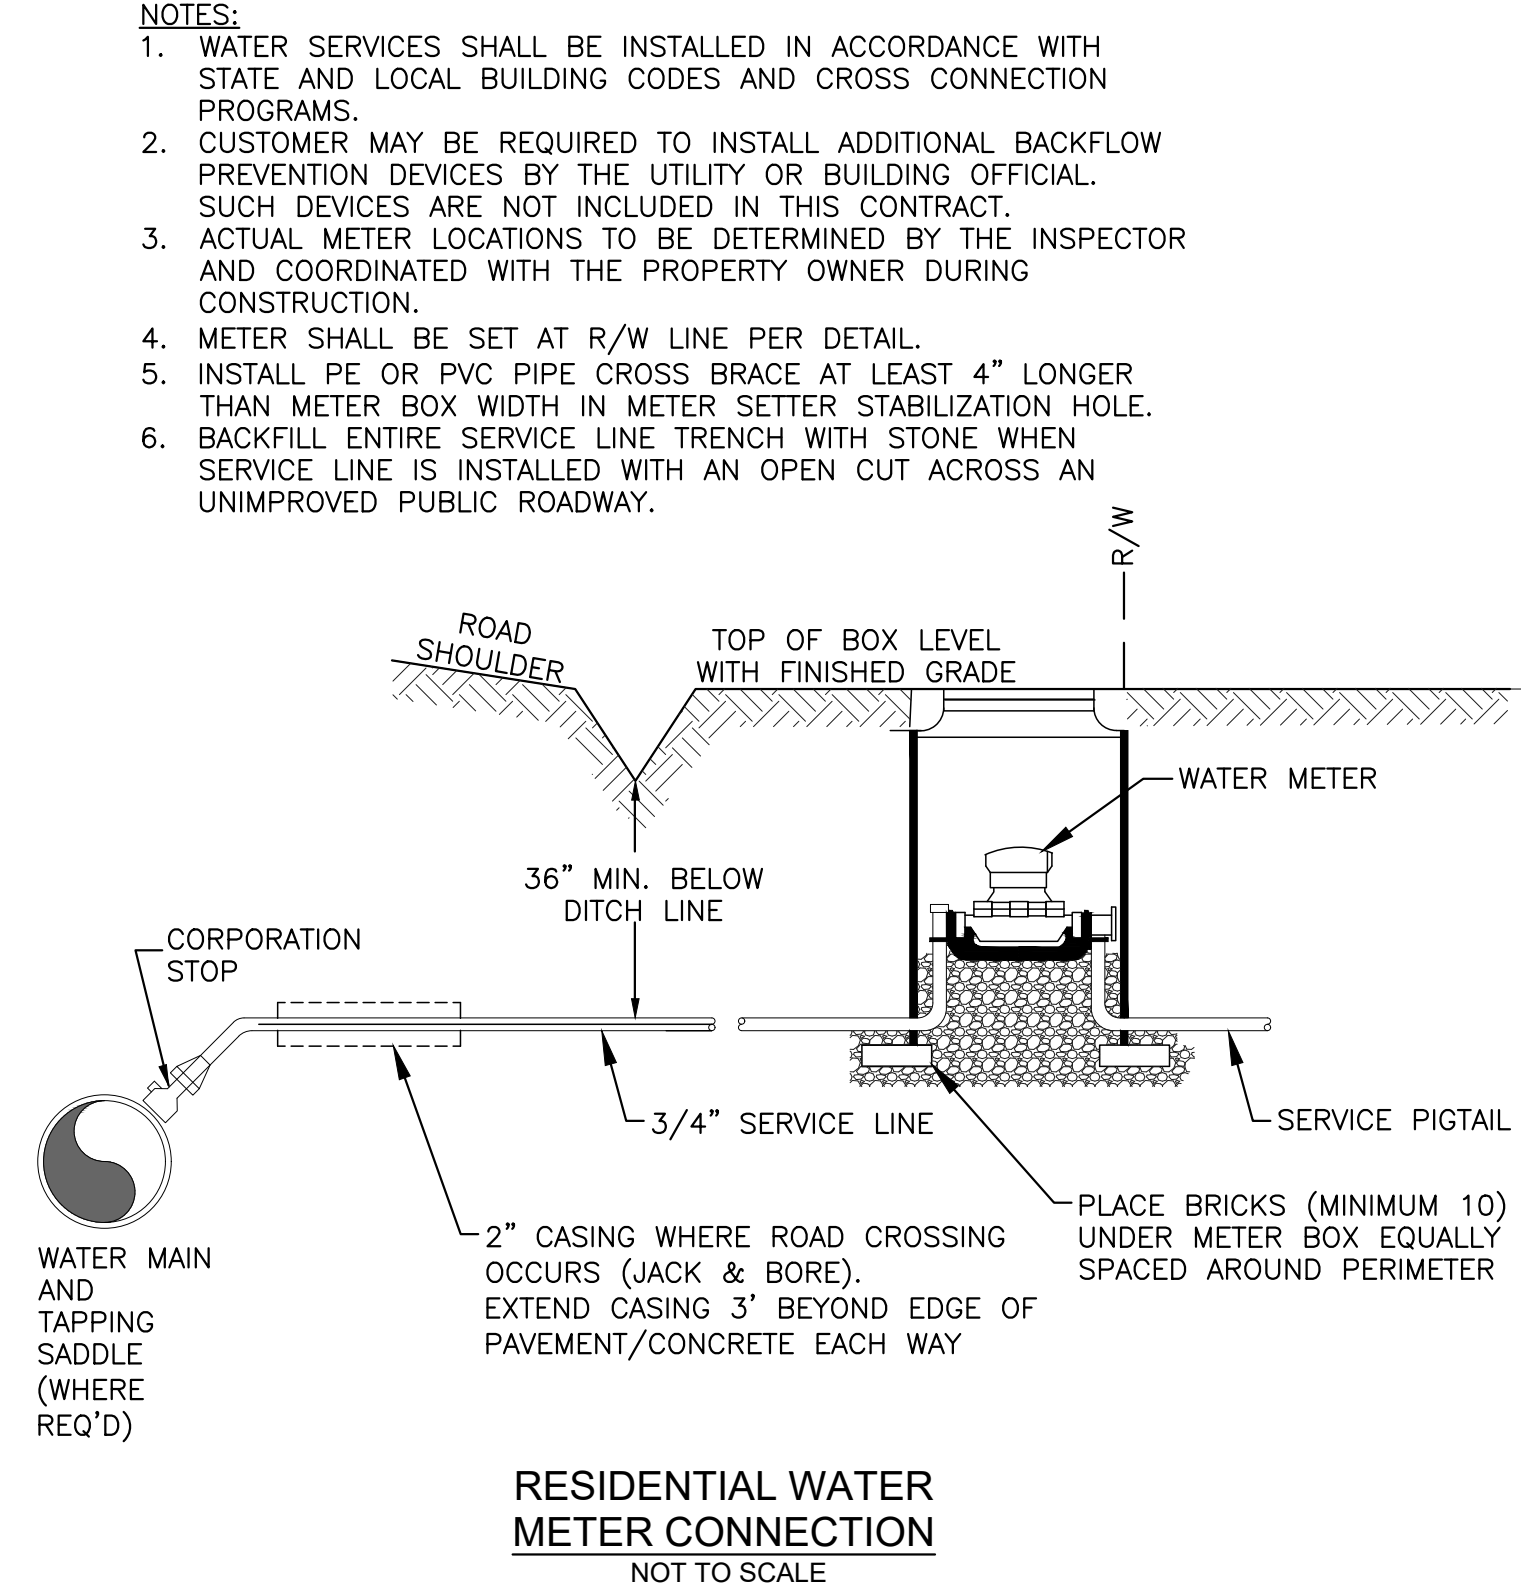 NOTES:
1. WATER SERVICES SHALL BE INSTALLED IN ACCORDANCE WITH
STATE AND LOCAL BUILDING CODES AND CROSS CONNECTION
PROGRAMS.
2. CUSTOMER MAY BE REQUIRED TO INSTALL ADDITIONAL BACKFLOW
PREVENTION DEVICES BY THE UTILITY OR BUILDING OFFICIAL.
SUCH DEVICES ARE NOT INCLUDED IN THIS CONTRACT.
3. ACTUAL METER LOCATIONS TO BE DETERMINED BY THE INSPECTOR
AND COORDINATED WITH THE PROPERTY OWNER DURING
CONSTRUCTION.
4. METER SHALL BE SET AT R/W LINE PER DETAIL.
5. INSTALL PE OR PVC PIPE CROSS BRACE AT LEAST 4” LONGER
THAN METER BOX WIDTH IN METER SETTER STABILIZATION HOLE.
6. BACKFILL ENTIRE SERVICE LINE TRENCH WITH STONE WHEN
SERVICE LINE IS INSTALLED WITH AN OPEN CUT ACROSS AN
UNIMPROVED PUBLIC ROADWAY.
R/W
ROAD
SHOULDER
TOP OF BOX LEVEL
WITH FINISHED GRADE
WATER METER
36” MIN. BELOW
DITCH LINE
CORPORATION
STOP
3/4” SERVICE LINE
SERVICE PIGTAIL
PLACE BRICKS (MINIMUM 10)
UNDER METER BOX EQUALLY
SPACED AROUND PERIMETER
2” CASING WHERE ROAD CROSSING
OCCURS (JACK & BORE).
EXTEND CASING 3’ BEYOND EDGE OF
PAVEMENT/CONCRETE EACH WAY
WATER MAIN
AND
TAPPING
SADDLE
(WHERE
REQ’D)
RESIDENTIAL WATER
METER CONNECTION
NOT TO SCALE